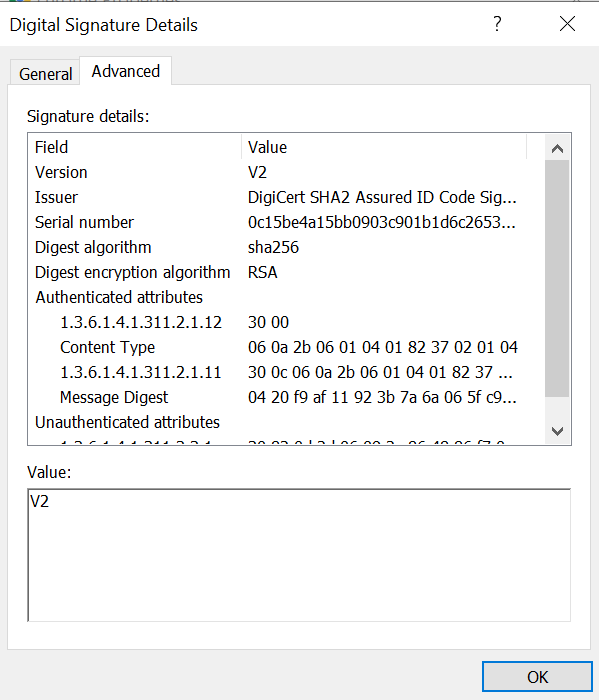 Digital Signature Details ?
General Advanced
Signature details:
Field Value
Version V2
Issuer DigiCert SHA2 Assured ID Code Sig...
Serial number 0c15be4a15bb0903c901b1d6c2653...
Digest algorithm sha256
Digest encryption algorithm RSA
Authenticated attributes
1.3.6.1.4.1.311.2.1.12 30 00
Content Type 06 0a 2b 06 01 04 01 82 37 02 01 04
1.3.6.1.4.1.311.2.1.11 30 0c 06 0a 2b 06 01 04 01 82 37 ...
Message Digest 04 20 f9 af 11 92 3b 7a 6a 06 5f c9...
Unauthenticated attributes
Value:
V2
OK